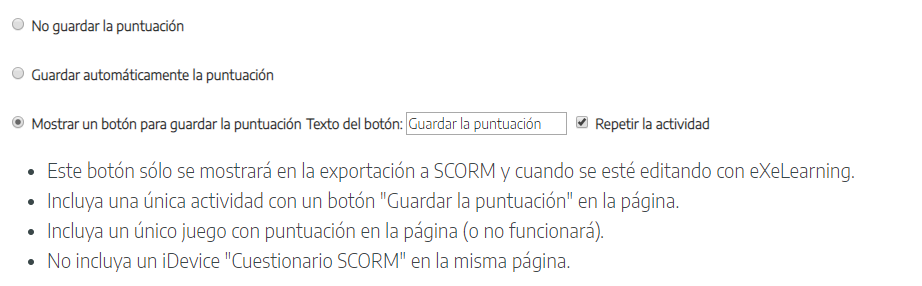 No guardar la puntuación
Guardar automáticamente la puntuación
Mostrar un botón para guardar la puntuación Texto del botón: Guardar la puntuación Repetir la actividad
• Este botón sólo se mostrará en la exportación a SCORM y cuando se esté editando con eXeLearning.
• Incluya una única actividad con un botón "Guardar la puntuación" en la página.
• Incluya un único juego con puntuación en la página (o no funcionará).
• No incluya un iDevice "Cuestionario SCORM" en la misma página.